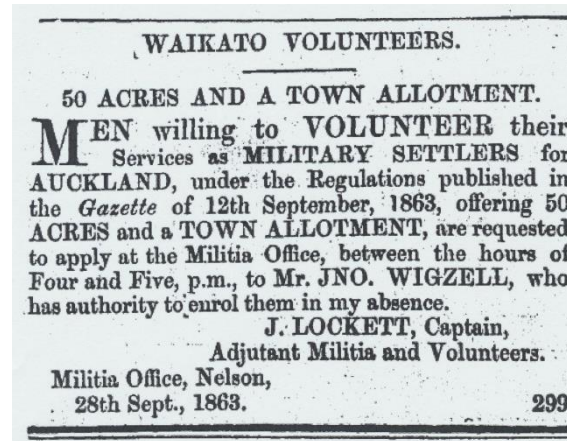 WAIKATO VOLUNTEERS.
50 ACRES AND A TOWN ALLOTMENT.
MEN willing to VOLUNTEER their
Services as MILITARY SETTLERS for
AUCKLAND, under the Regulations published in
the Gazette of 12th September, 1863, offering 50
ACRES and a TOWN ALLOTMENT, are requested
to apply at the Militia Office, between the hours of
Four and Five, p.m., to Mr. JNO. WIGZELL, who
has authority to enrol them in my absence.
J. LOCKETT, Captain,
Adjutant Militia and Volunteers.
Militia Office, Nelson,
28th Sept., 1863. 299